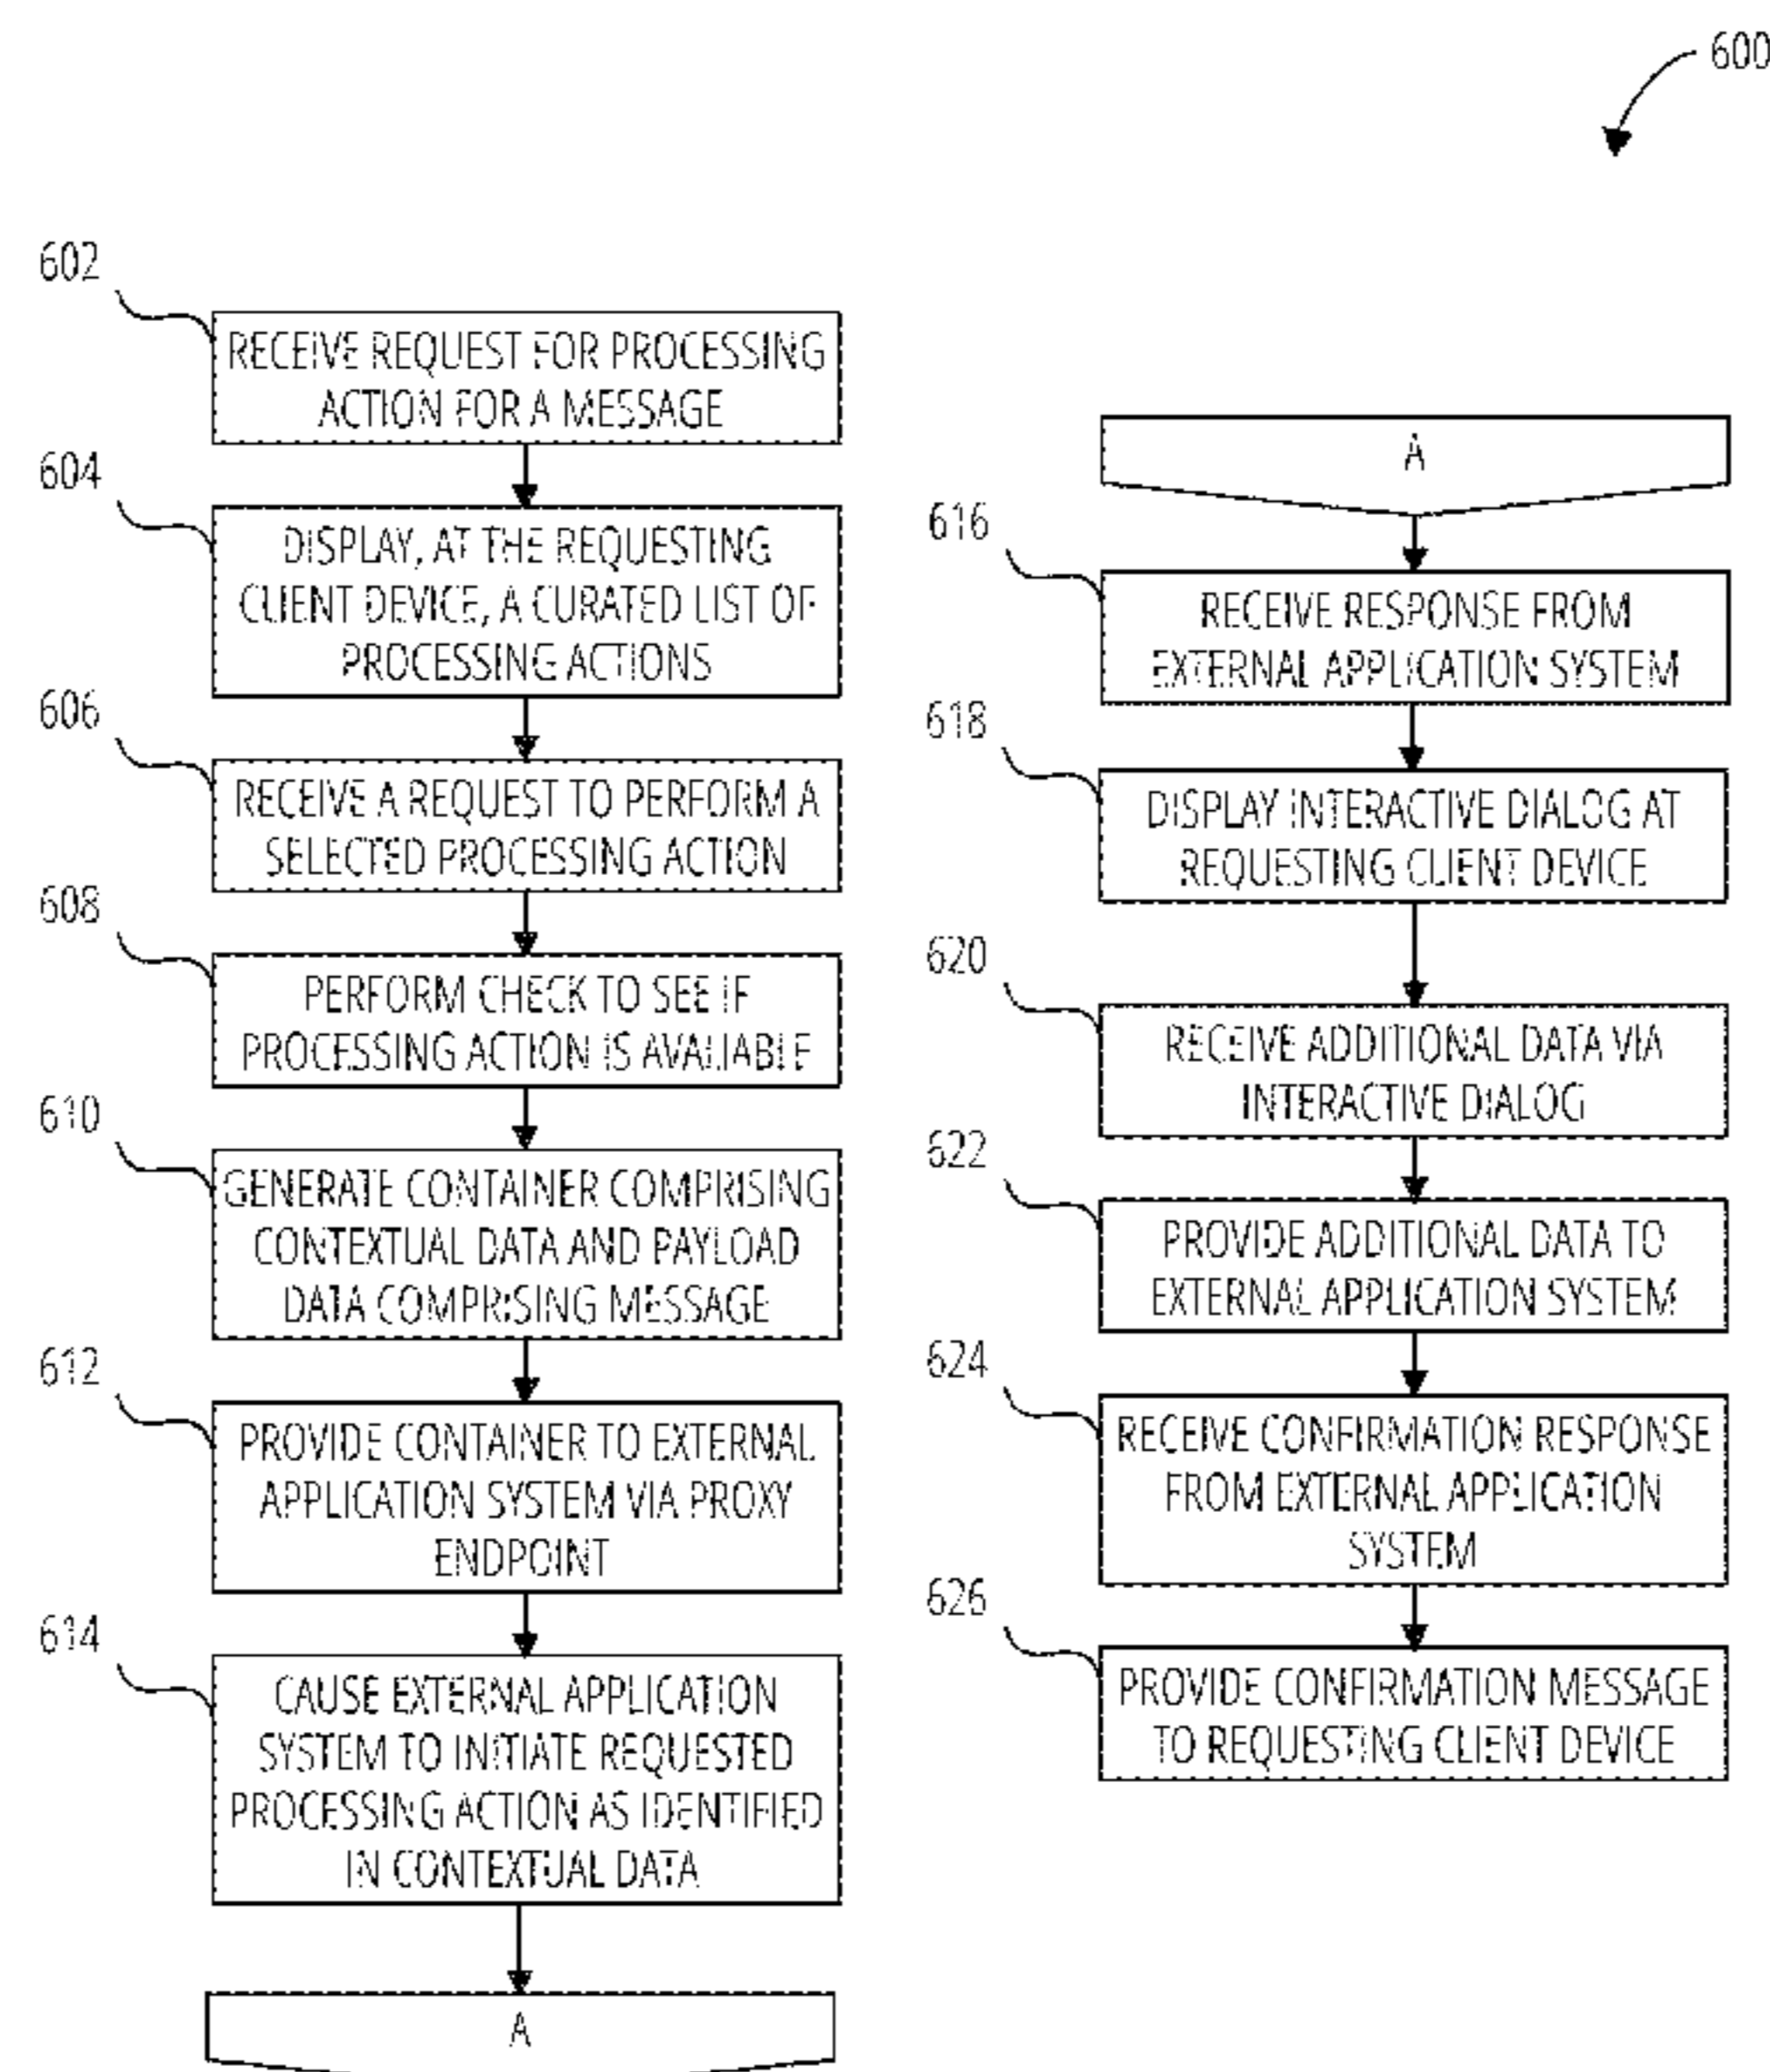 600
602
RECEIVE REQUEST FOR PROCESSING
ACTION FOR A MESSAGE
604
DISPLAY, AT THE REQUESTING
CLIENT DEVICE, A CURATED LIST OF
PROCESSING ACTIONS
606
RECEIVE A REQUEST TO PERFORM A
SELECTED PROCESSING ACTION
608
PERFORM CHECK TO SEE IF
PROCESSING ACTION IS AVALIABLE
610
GENERATE CONTAINER COMPRISING
CONTEXTUAL DATA AND PAYLOAD
DATA COMPRISING MESSAGE
612
PROVIDE CONTAINER TO EXTERNAL
APPLICATION SYSTEM VIA PROXY
ENDPOINT
614
CAUSE EXTERNAL APPLICATION
SYSTEM TO INITIATE REQUESTED
PROCESSING ACTION AS IDENTIFIED
IN CONTEXTUAL DATA
A
A
616
RECEIVE RESPONSE FROM
EXTERNAL APPLICATION SYSTEM
618
DISPLAY INTERACTIVE DIALOG AT
REQUESTING CLIENT DEVICE
620
RECEIVE ADDITIONAL DATA VIA
INTERACTIVE DIALOG
622
PROVIDE ADDITIONAL DATA TO
EXTERNAL APPLICATION SYSTEM
624
RECEIVE CONFIRMATION RESPONSE
FROM EXTERNAL APPLICATION
SYSTEM
626
PROVIDE CONFIRMATION MESSAGE
TO REQUESTING CLIENT DEVICE